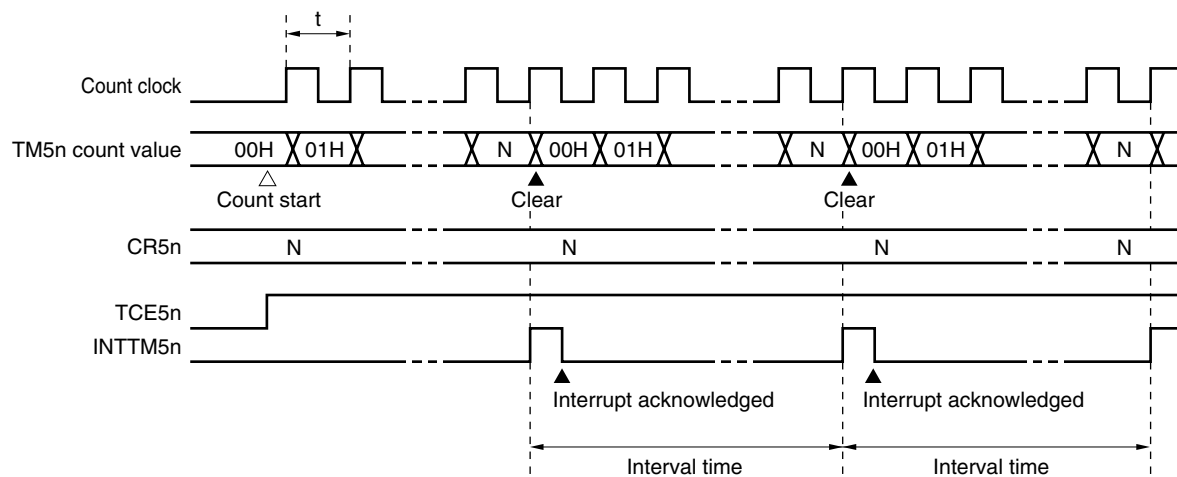 t
Count clock
TM5n count value 00H 01H N 00H 01H N 00H 01H N
Count start Clear Clear
CR5n N N N N
TCE5n
INTTM5n
Interrupt acknowledged Interrupt acknowledged
Interval time Interval time